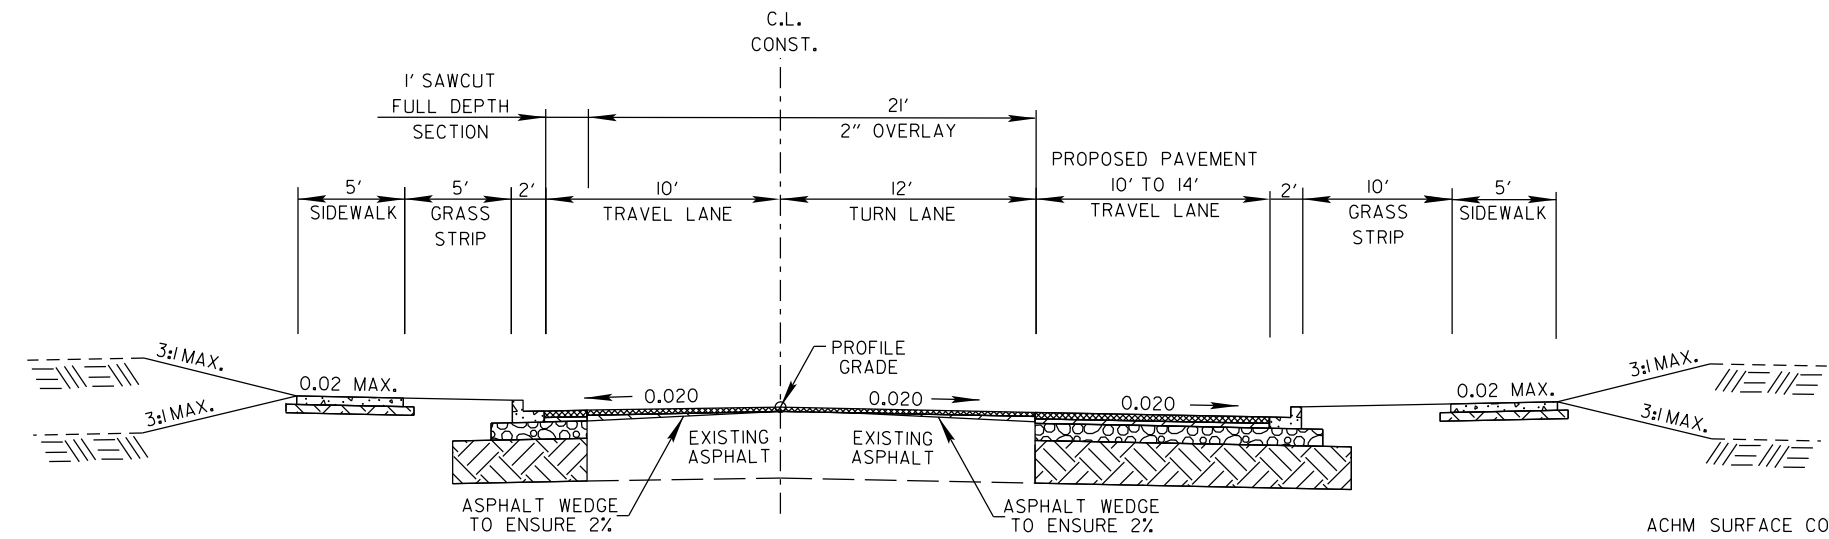 C.L.
CONST.
1' SAWCUT
FULL DEPTH
SECTION
21'
2" OVERLAY
PROPOSED PAVEMENT
5'
SIDEWALK
5'
GRASS
STRIP
2'
10'
TRAVEL LANE
12'
TURN LANE
10' TO 14'
TRAVEL LANE
2'
10'
GRASS
STRIP
5'
SIDEWALK
3:1 MAX.
3:1 MAX.
0.02 MAX.
0.020
PROFILE
GRADE
0.020
0.020
0.02 MAX.
3:1 MAX.
3:1 MAX.
EXISTING
ASPHALT
EXISTING
ASPHALT
ASPHALT WEDGE
TO ENSURE 2%
ASPHALT WEDGE
TO ENSURE 2%
ACHM SURFACE CO